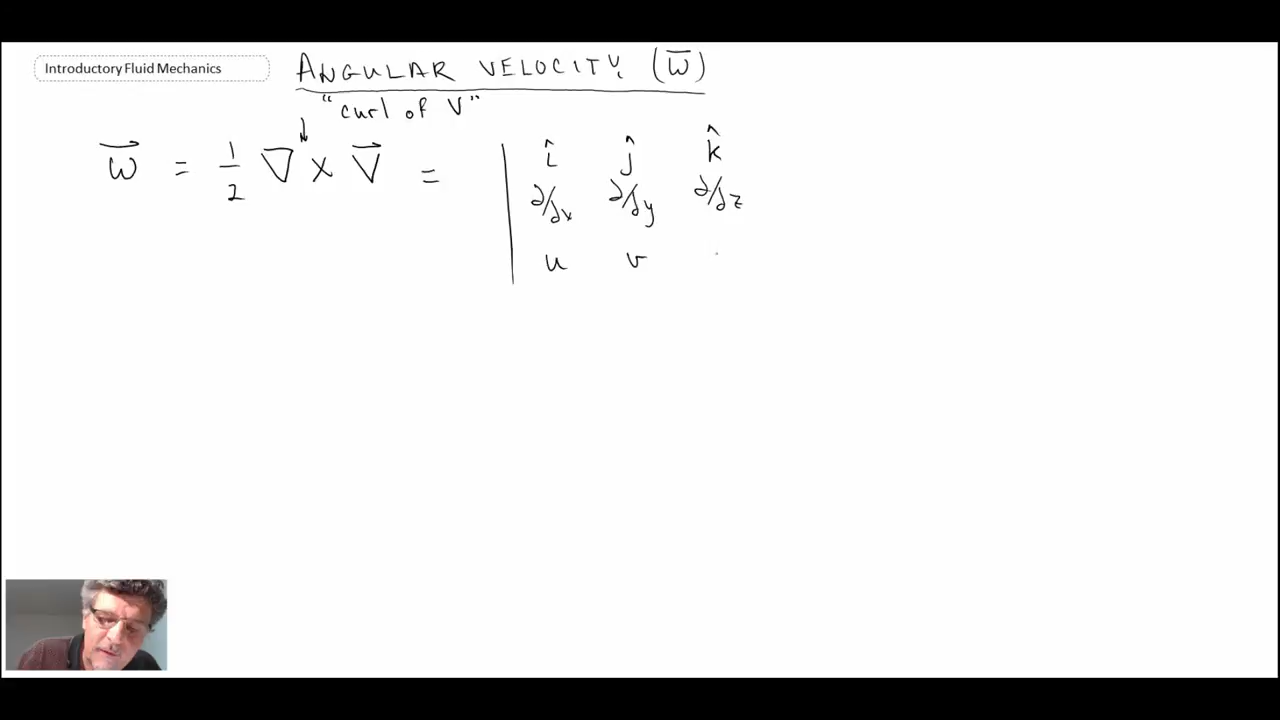 Introductory Fluid Mechanics
ANGULAR VELOCITY (ω̅)
"curl of V"
↓
ω⃗ = 1/2 ∇ × V⃗ = | î ĵ k̂
∂/∂x ∂/∂y ∂/∂z
u v